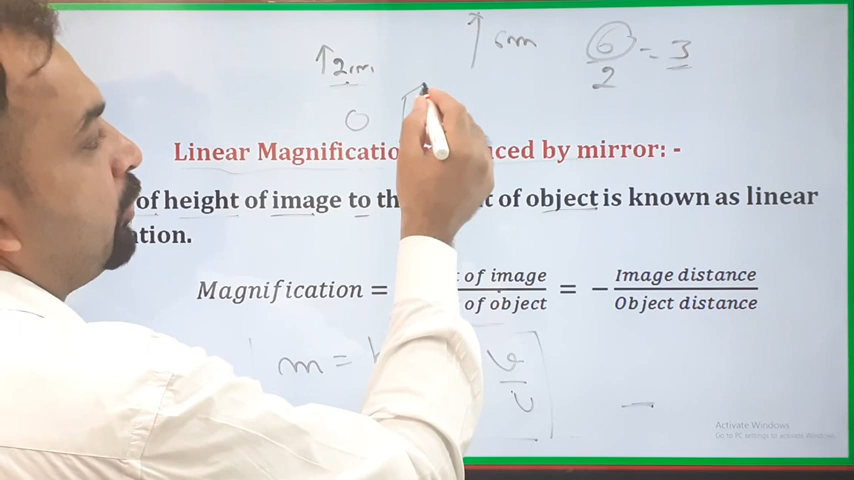 ↑2cm
↑6m
6/2 = 3
O
Linear Magnificatio uced by mirror: -
of height of image to th t of object is known as linear
ation.
Magnification = of image / of object = − Image distance / Object distance
m =
v/u
−
Activate Windows
Go to PC settings to activate Windows.